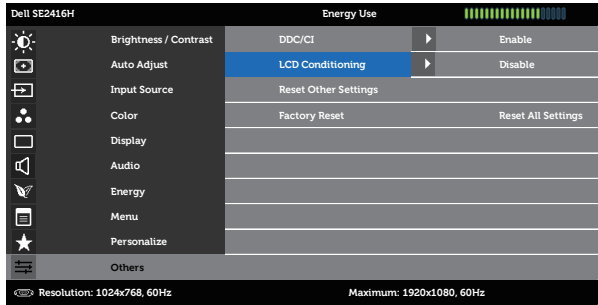 Dell SE2416H Energy Use
Brightness / Contrast DDC/CI Enable
Auto Adjust LCD Conditioning Disable
Input Source Reset Other Settings
Color Factory Reset Reset All Settings
Display
Audio
Energy
Menu
Personalize
Others
Resolution: 1024x768, 60Hz Maximum: 1920x1080, 60Hz